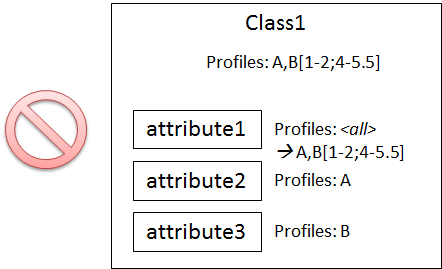 Class1
Profiles: A,B[1-2;4-5.5]
attribute1 Profiles: <all>
→A,B[1-2;4-5.5]
attribute2 Profiles: A
attribute3 Profiles: B